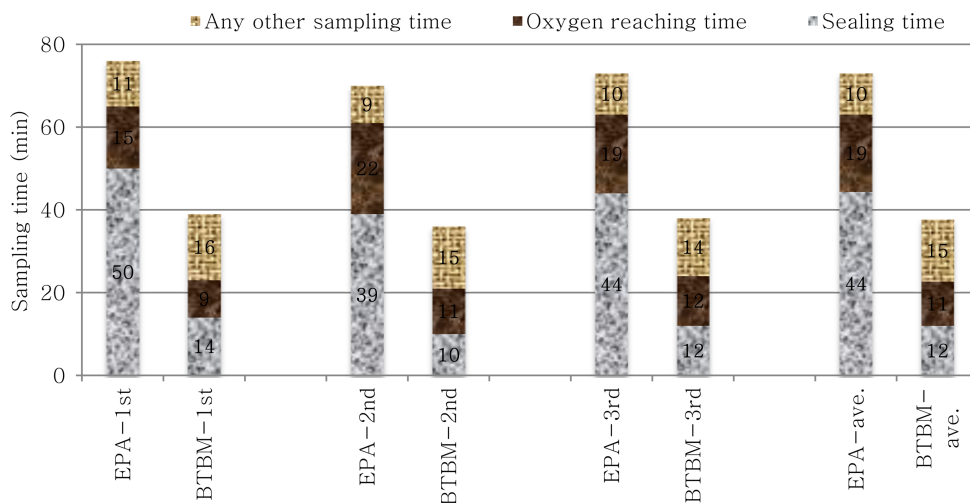 Any other sampling time Oxygen reaching time Sealing time
Sampling time (min)
80
60
40
20
0
11
15
50
16
9
14
9
22
39
15
11
10
10
19
44
14
12
12
10
19
44
15
11
12
EPA-1st
BTBM-1st
EPA-2nd
BTBM-2nd
EPA-3rd
BTBM-3rd
EPA-ave.
BTBM-
ave.